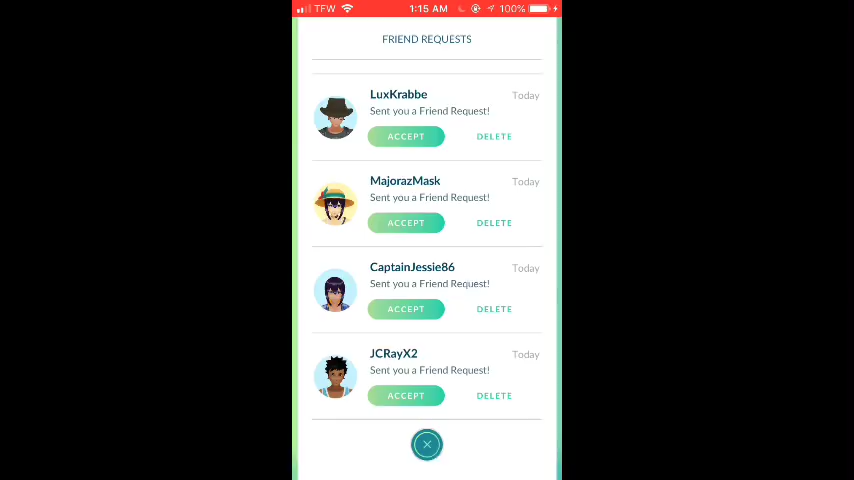 TFW 1:15 AM 100%
FRIEND REQUESTS
LuxKrabbe Today
Sent you a Friend Request!
ACCEPT DELETE
MajorazMask Today
Sent you a Friend Request!
ACCEPT DELETE
CaptainJessie86 Today
Sent you a Friend Request!
ACCEPT DELETE
JCRayX2 Today
Sent you a Friend Request!
ACCEPT DELETE